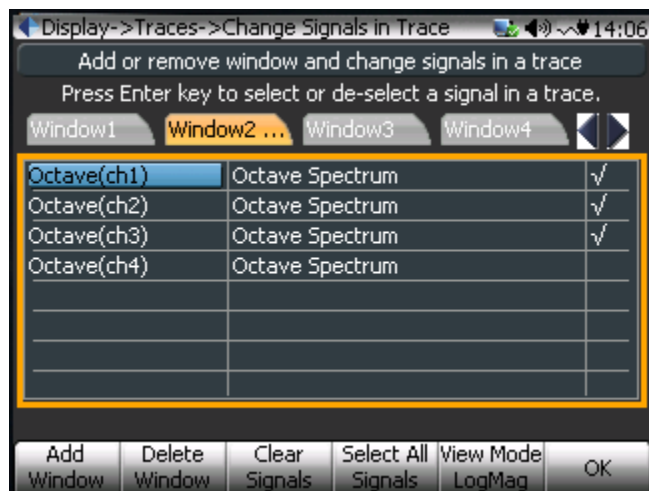 Display->Traces->Change Signals in Trace 14:06
Add or remove window and change signals in a trace
Press Enter key to select or de-select a signal in a trace.
Window1 Window2 ... Window3 Window4
Octave(ch1) Octave Spectrum √
Octave(ch2) Octave Spectrum √
Octave(ch3) Octave Spectrum √
Octave(ch4) Octave Spectrum
Add Delete Clear Select All View Mode OK
Window Window Signals Signals LogMag